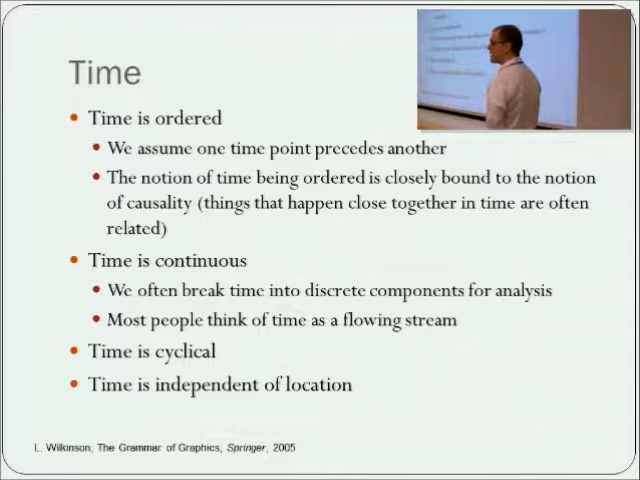 Time
Time is ordered
We assume one time point precedes another
The notion of time being ordered is closely bound to the notion
of causality (things that happen close together in time are often
related)
Time is continuous
We often break time into discrete components for analysis
Most people think of time as a flowing stream
Time is cyclical
Time is independent of location
L. Wilkinson, The Grammar of Graphics, Springer, 2005